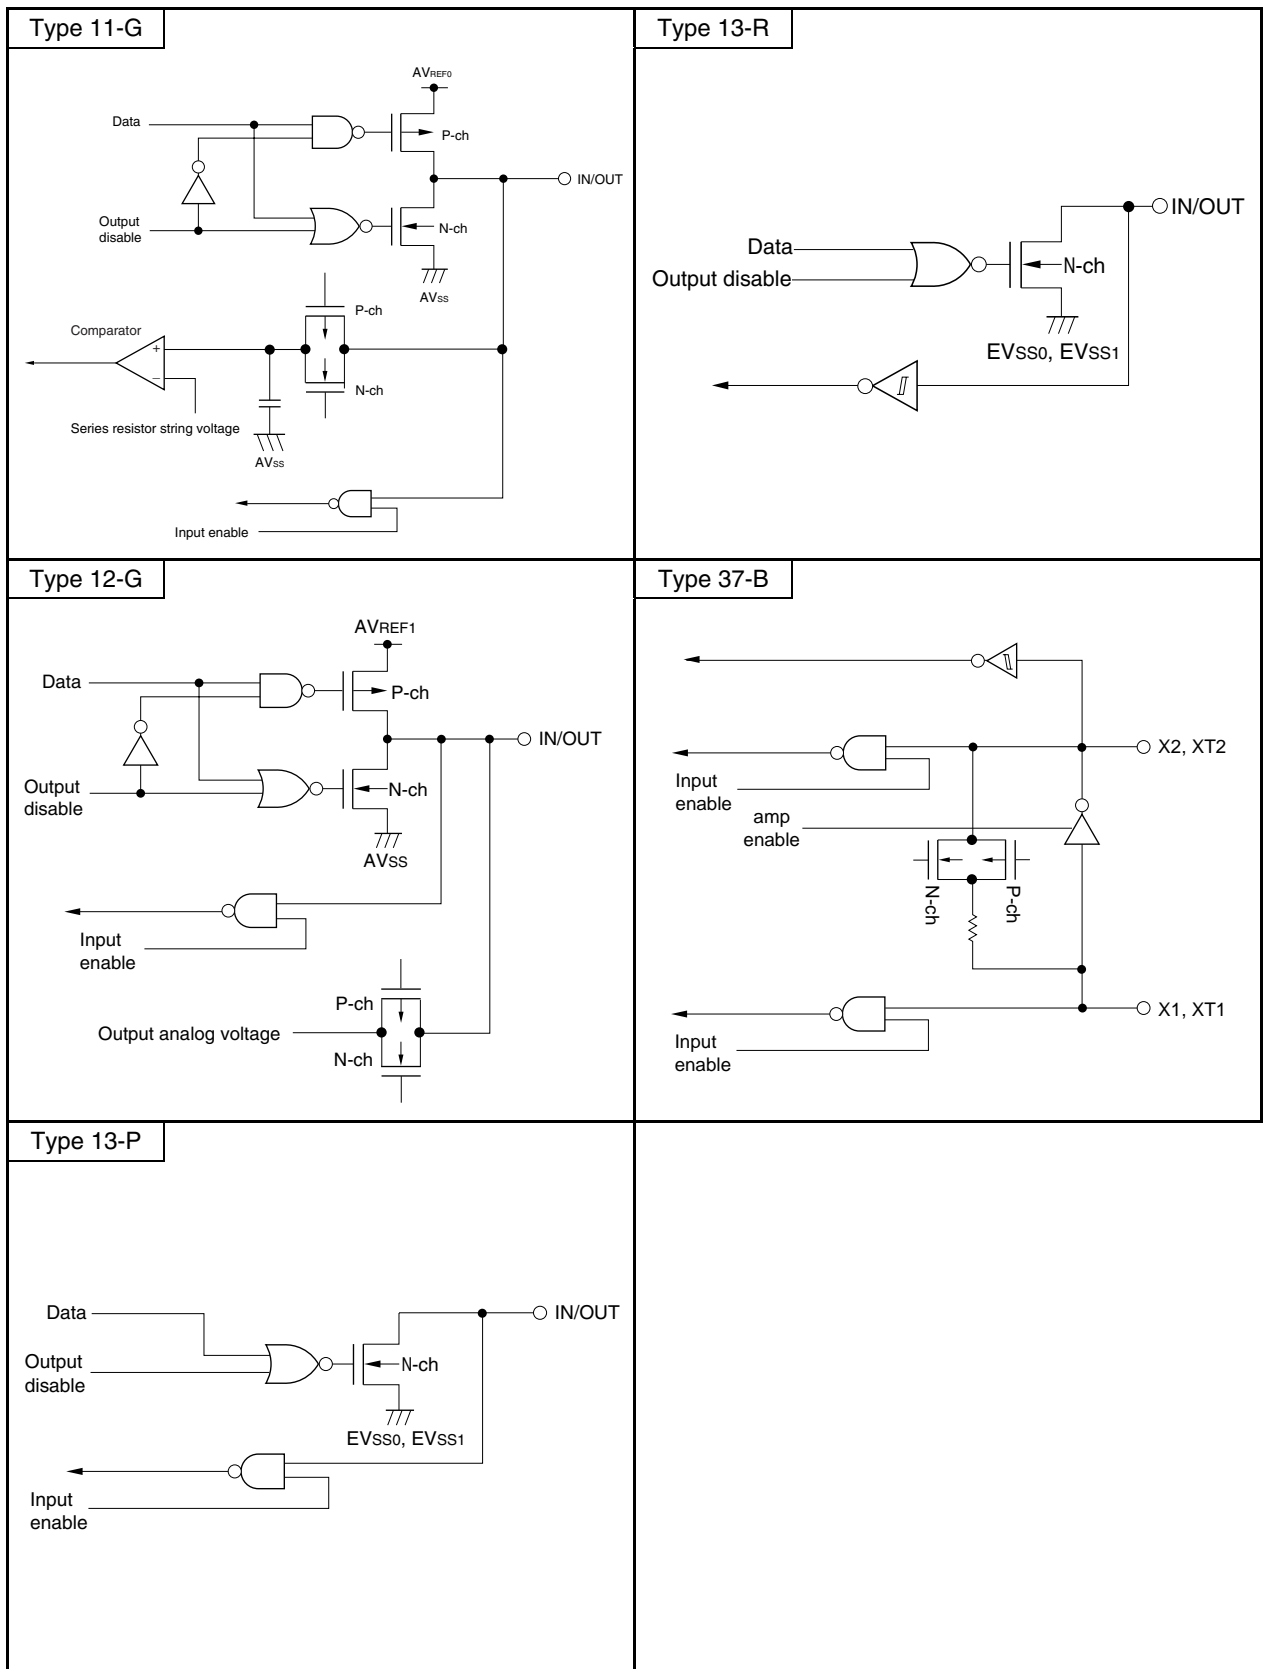 Type 11-G
AVREF0
Data
P-ch
IN/OUT
Output
disable
N-ch
AVSS
P-ch
Comparator
+
−
N-ch
Series resistor string voltage
AVSS
Input enable
Type 13-R
IN/OUT
Data
N-ch
Output disable
EVSS0, EVSS1
Type 12-G
AVREF1
Data
P-ch
IN/OUT
Output
disable
N-ch
AVSS
Input
enable
P-ch
Output analog voltage
N-ch
Type 37-B
X2, XT2
Input
enable
amp
enable
N-ch
P-ch
X1, XT1
Input
enable
Type 13-P
Data
IN/OUT
Output
disable
N-ch
EVSS0, EVSS1
Input
enable